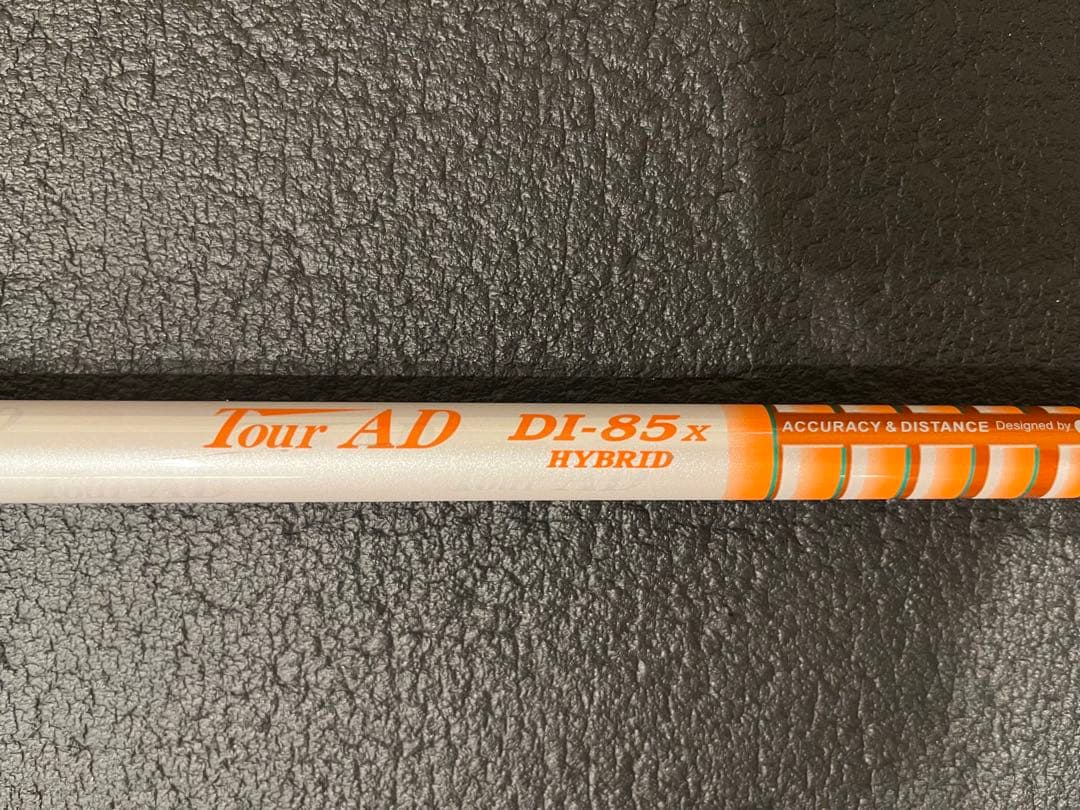 Tour AD DI-85x
HYBRID
ACCURACY & DISTANCE Designed by